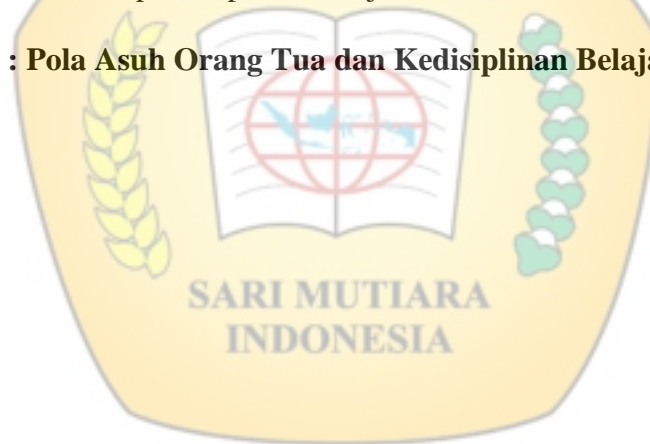 : Pola Asuh Orang Tua dan Kedisiplinan Belaj
SARI MUTIARA
INDONESIA